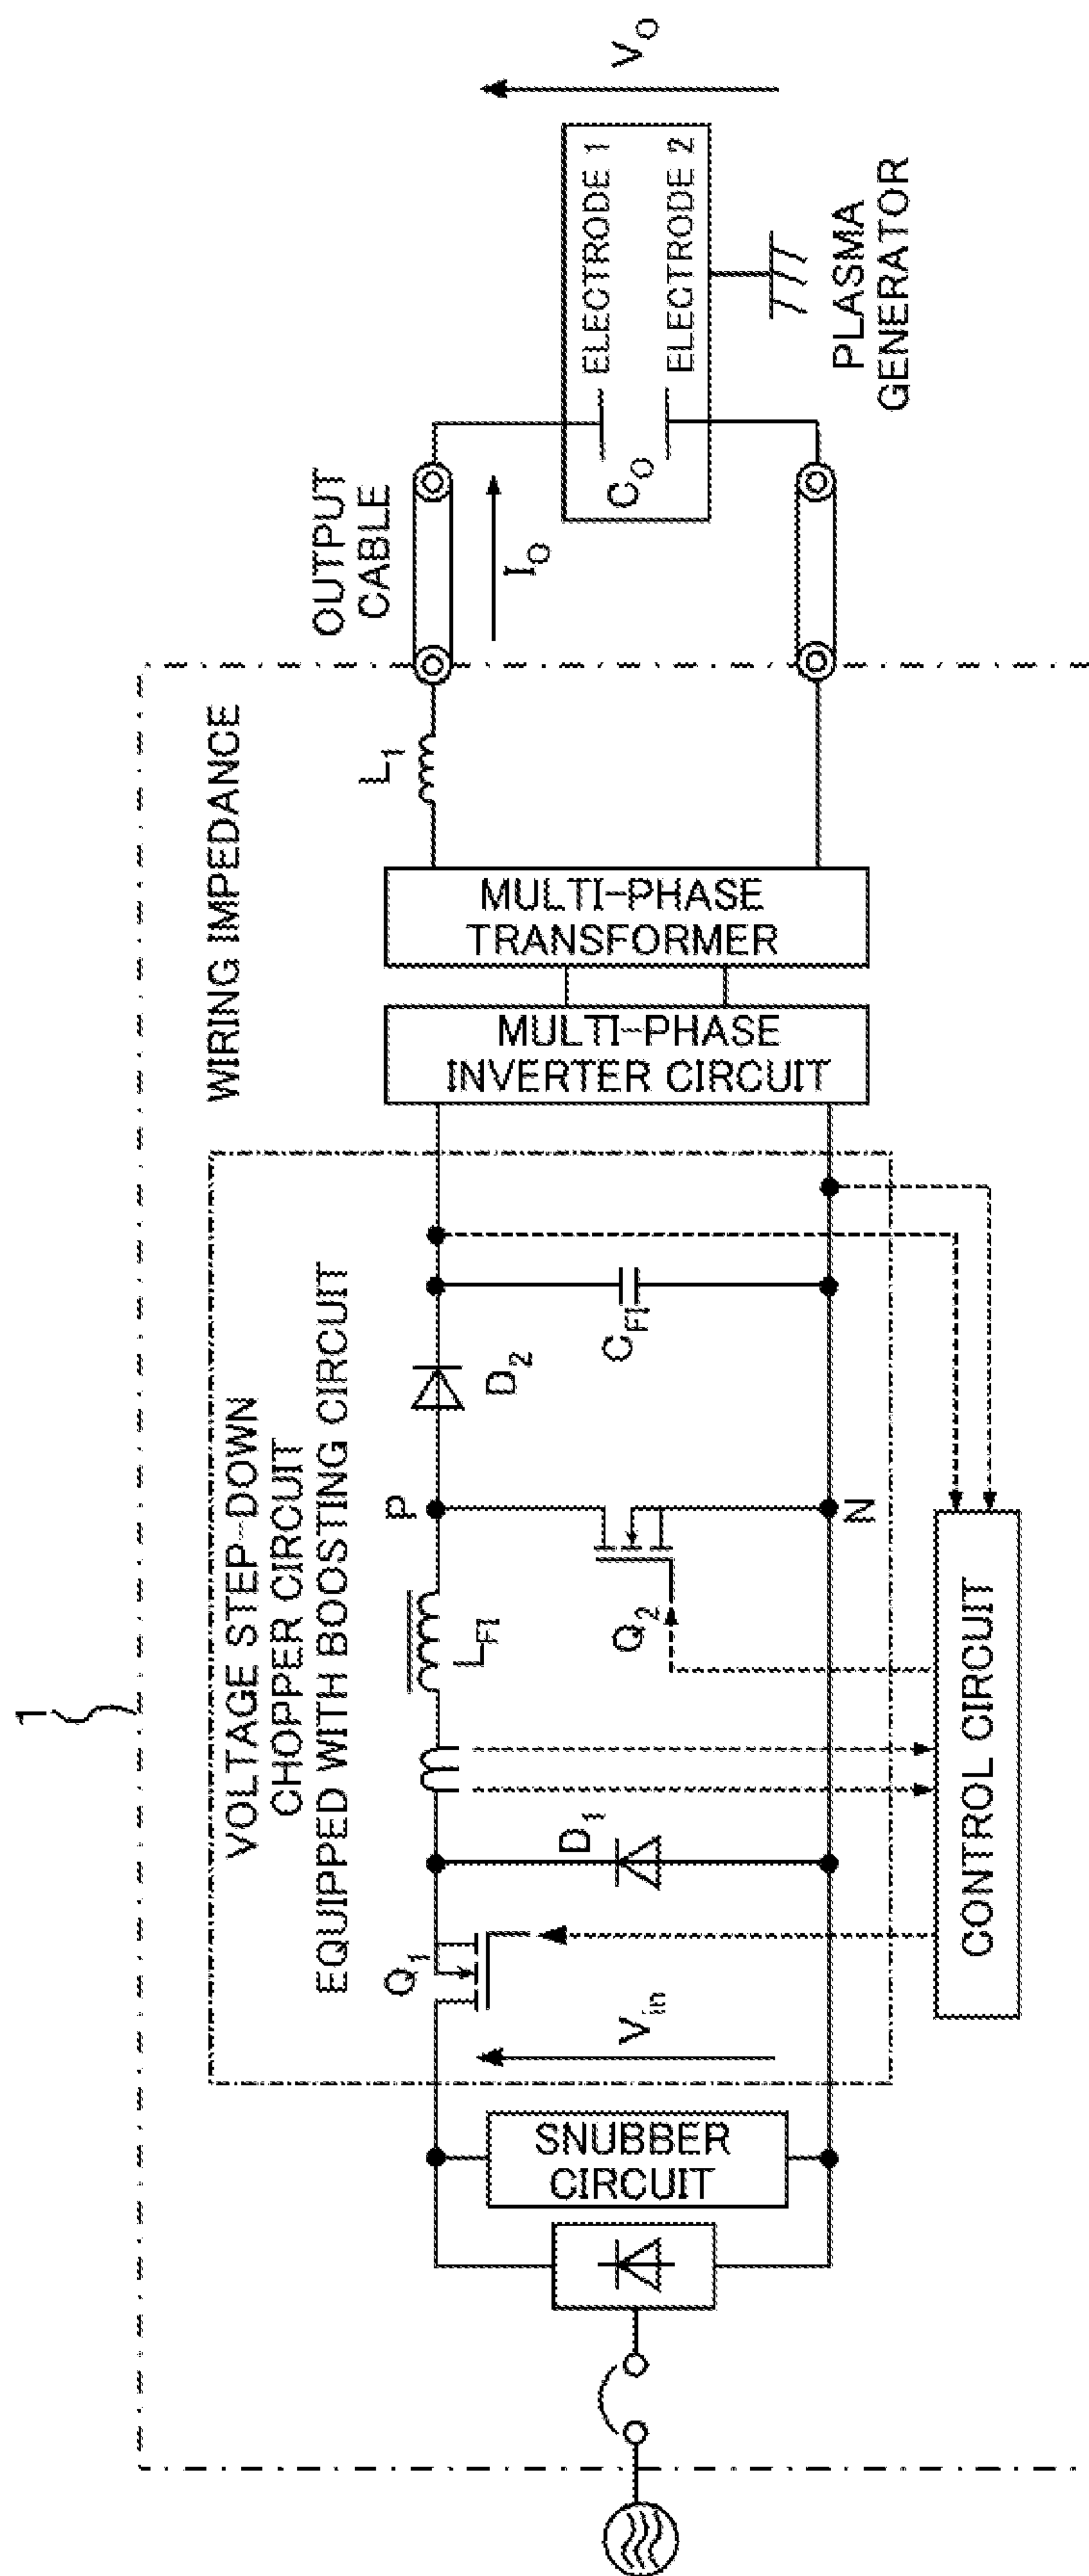 1
VOLTAGE STEP-DOWN
CHOPPER CIRCUIT
EQUIPPED WITH BOOSTING CIRCUIT
WIRING IMPEDANCE
OUTPUT
CABLE
SNUBBER
CIRCUIT
Vin
Q1
D1
LF1
P
Q2
N
D2
CF1
MULTI-PHASE
INVERTER CIRCUIT
MULTI-PHASE
TRANSFORMER
L1
IO
CO
ELECTRODE 1
ELECTRODE 2
VO
PLASMA
GENERATOR
CONTROL CIRCUIT